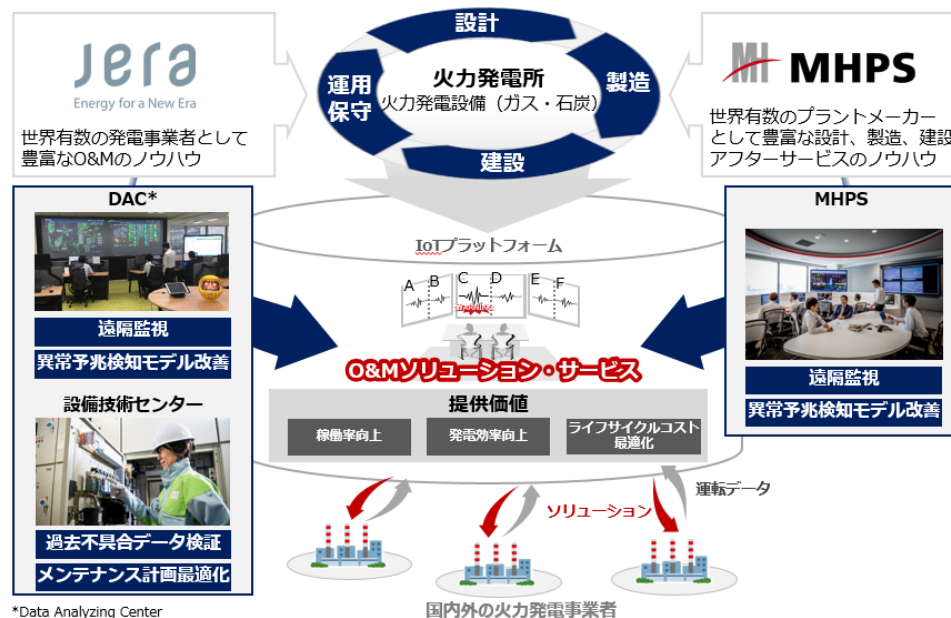 設計
運用
保守
火力発電所
火力発電設備（ガス・石炭）
製造
建設
Jera
Energy for a New Era
世界有数の発電事業者として
豊富なO&Mのノウハウ
MHPS
世界有数のプラントメーカー
として豊富な設計、製造、建設
アフターサービスのノウハウ
DAC*
遠隔監視
異常予兆検知モデル改善
設備技術センター
過去不具合データ検証
メンテナンス計画最適化
IoTプラットフォーム
A B C D E F
O&Mソリューション・サービス
提供価値
稼働率向上
発電効率向上
ライフサイクルコスト
最適化
MHPS
遠隔監視
異常予兆検知モデル改善
ソリューション
運転データ
国内外の火力発電事業者
*Data Analyzing Center